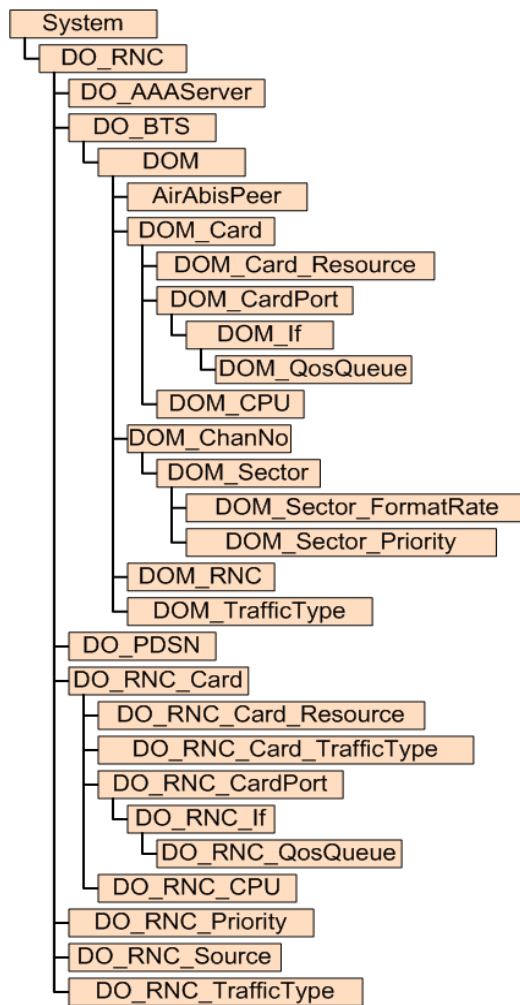 System
DO_RNC
DO_AAAServer
DO_BTS
DOM
AirAbisPeer
DOM_Card
DOM_Card_Resource
DOM_CardPort
DOM_If
DOM_QosQueue
DOM_CPU
DOM_ChanNo
DOM_Sector
DOM_Sector_FormatRate
DOM_Sector_Priority
DOM_RNC
DOM_TrafficType
DO_PDSN
DO_RNC_Card
DO_RNC_Card_Resource
DO_RNC_Card_TrafficType
DO_RNC_CardPort
DO_RNC_If
DO_RNC_QosQueue
DO_RNC_CPU
DO_RNC_Priority
DO_RNC_Source
DO_RNC_TrafficType